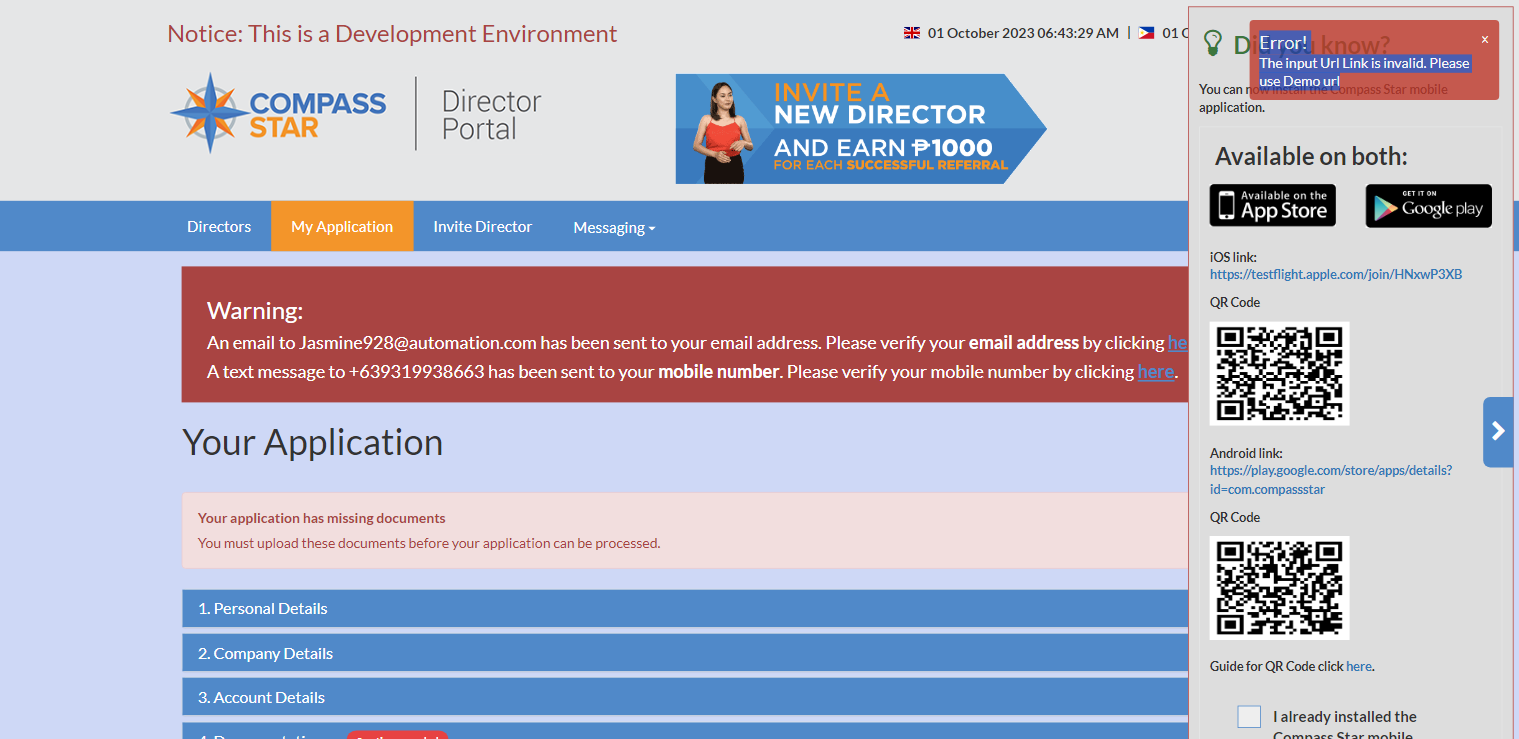 Notice: This is a Development Environment
01 October 2023 06:43:29 AM | 01
COMPASS
STAR
Director
Portal
INVITE A
NEW DIRECTOR
AND EARN ₱1000
FOR EACH SUCCESSFUL REFERRAL
Directors
My Application
Invite Director
Messaging
Warning:
An email to Jasmine928@automation.com has been sent to your email address. Please verify your email address by clicking he
A text message to +639319938663 has been sent to your mobile number. Please verify your mobile number by clicking here.
Your Application
Your application has missing documents
You must upload these documents before your application can be processed.
1. Personal Details
2. Company Details
3. Account Details
Did you know?
Error!
x
The input Url Link is invalid. Please
use Demo url
You can now install the Compass Star mobile
application.
Available on both:
Available on the
App Store
GET IT ON
Google play
iOS link:
https://testflight.apple.com/join/HNxwP3XB
QR Code
Android link:
https://play.google.com/store/apps/details?
id=com.compassstar
QR Code
Guide for QR Code click here.
I already installed the
Compass Star mobile